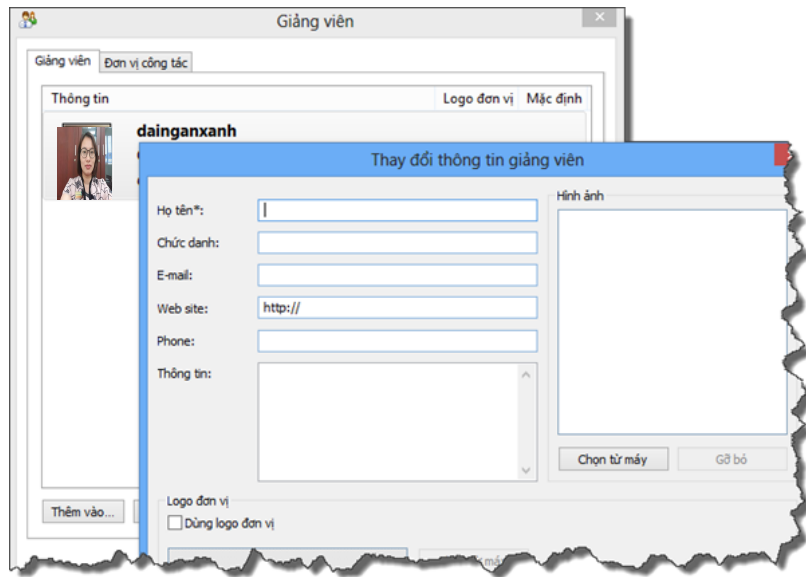 Giảng viên
Giảng viên Đơn vị công tác
Thông tin Logo đơn vị Mặc định
dainganxanh
Thay đổi thông tin giảng viên
Họ tên*:
Hình ảnh
Chức danh:
E-mail:
Web site: http://
Phone:
Thông tin:
Chọn từ máy Gỡ bỏ
Thêm vào...
Logo đơn vị
Dùng logo đơn vị